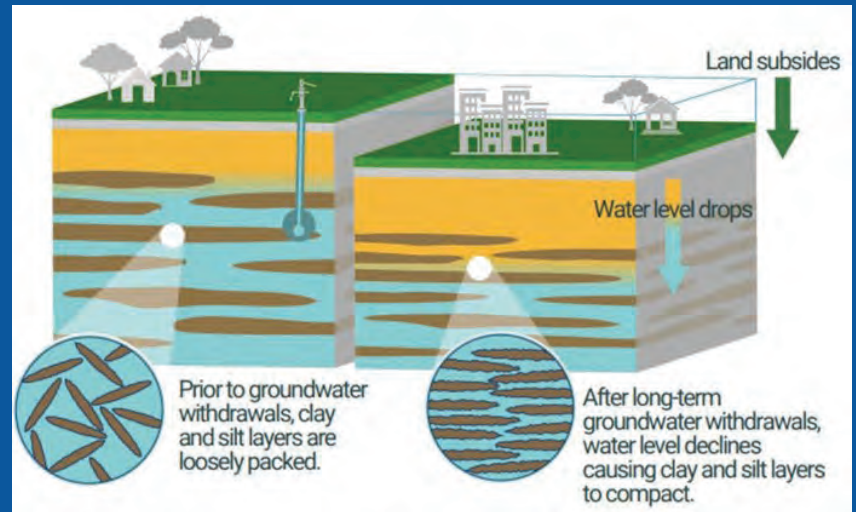 Land subsides
Water level drops
Prior to groundwater
withdrawals, clay
and silt layers are
loosely packed.
After long-term
groundwater withdrawals,
water level declines
causing clay and silt layers
to compact.